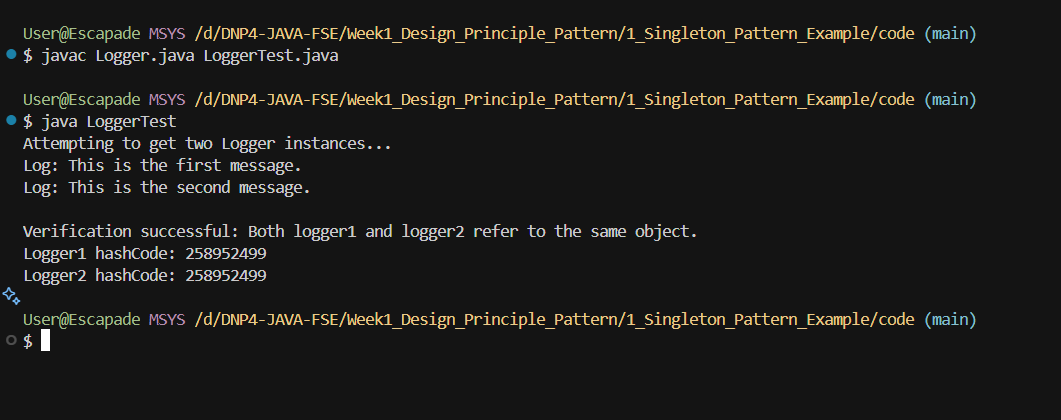 User@Escapade MSYS /d/DNP4-JAVA-FSE/Week1_Design_Principle_Pattern/1_Singleton_Pattern_Example/code (main)
$ javac Logger.java LoggerTest.java
User@Escapade MSYS /d/DNP4-JAVA-FSE/Week1_Design_Principle_Pattern/1_Singleton_Pattern_Example/code (main)
$ java LoggerTest
Attempting to get two Logger instances...
Log: This is the first message.
Log: This is the second message.
Verification successful: Both logger1 and logger2 refer to the same object.
Logger1 hashCode: 258952499
Logger2 hashCode: 258952499
User@Escapade MSYS /d/DNP4-JAVA-FSE/Week1_Design_Principle_Pattern/1_Singleton_Pattern_Example/code (main)
$